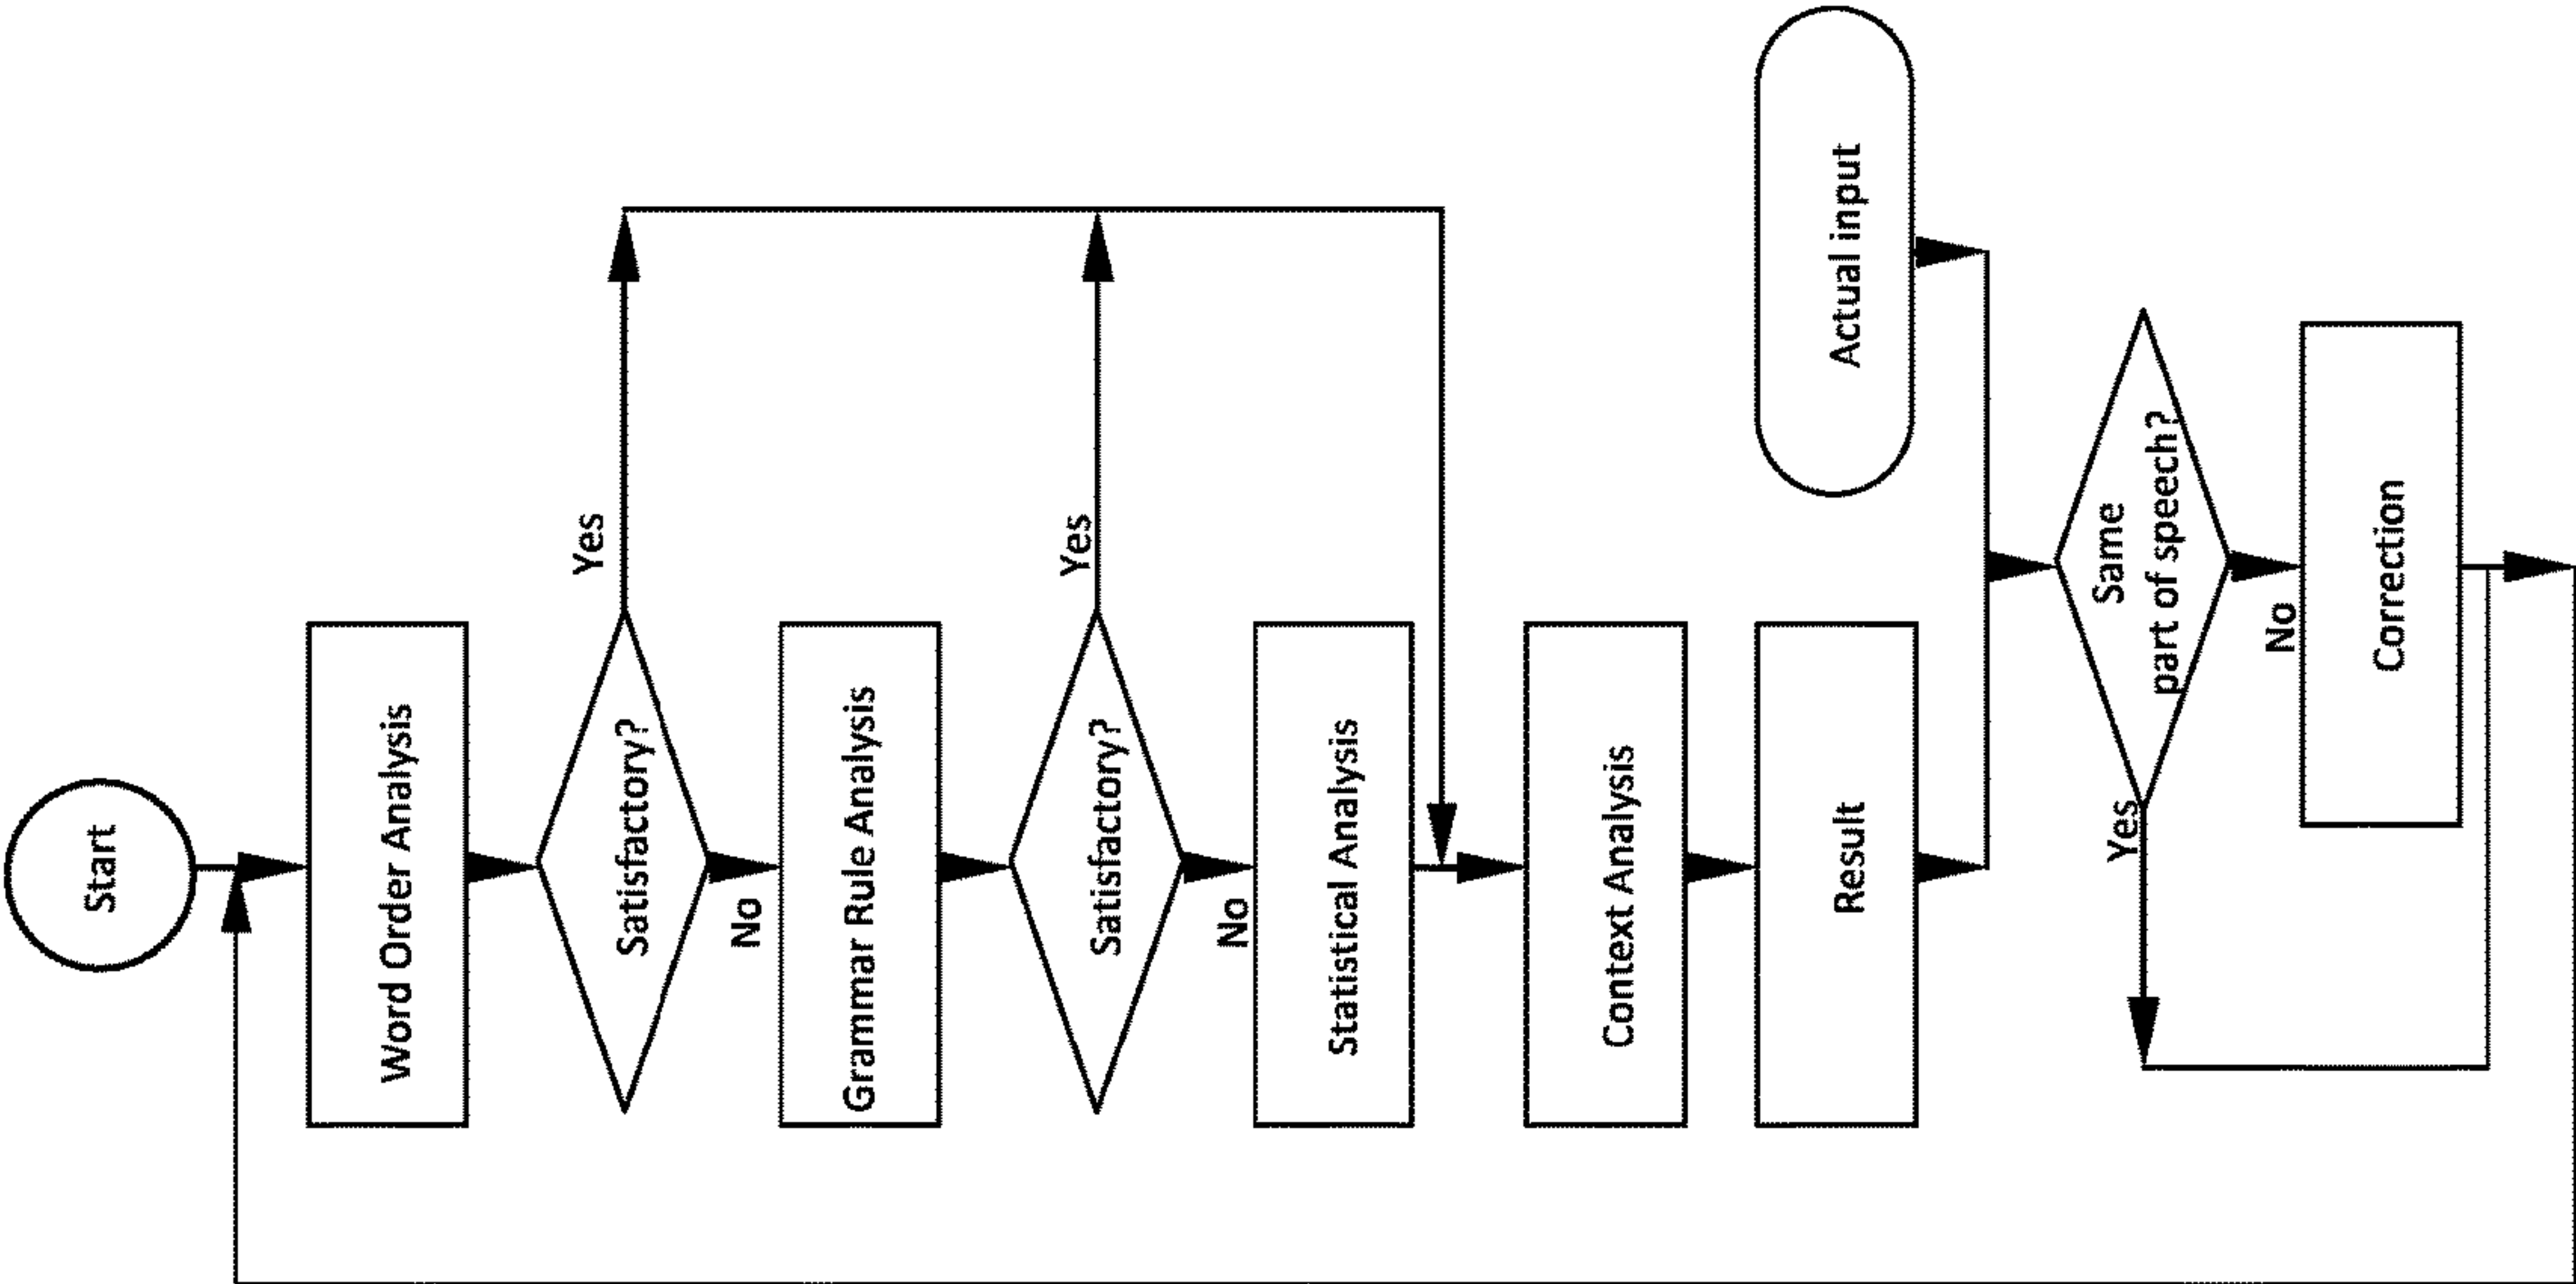 Start
Word Order Analysis
Satisfactory?
Yes
No
Grammar Rule Analysis
Satisfactory?
Yes
No
Statistical Analysis
Context Analysis
Result
Actual input
Same
part of speech?
Yes
No
Correction